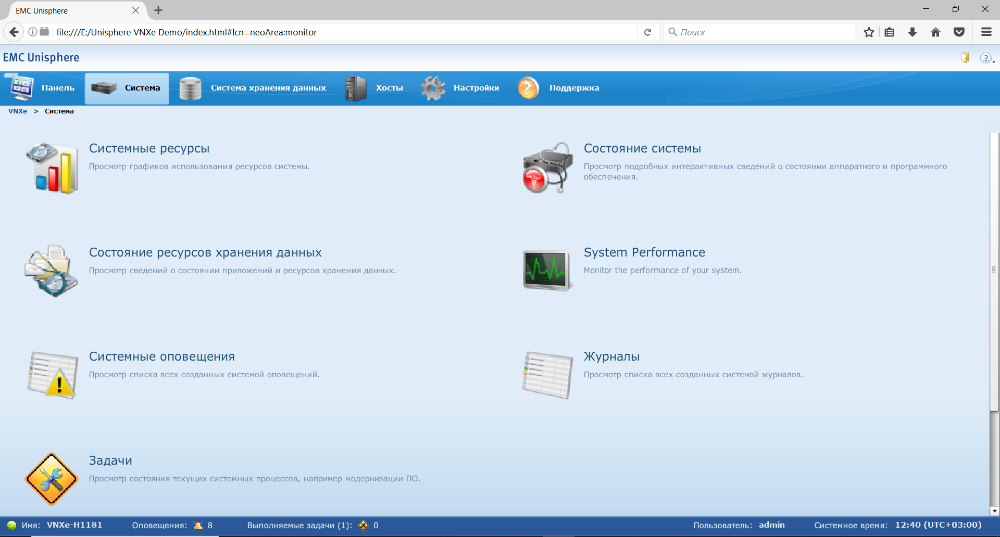 EMC Unisphere
file:///E:/Unisphere VNXe Demo/index.html#lcn=neoArea:monitor
Поиск
EMC Unisphere
Панель
Система
Система хранения данных
Хосты
Настройки
Поддержка
VNXe > Система
Системные ресурсы
Просмотр графиков использования ресурсов системы.
Состояние системы
Просмотр подробных интерактивных сведений о состоянии аппаратного и программного
обеспечения.
Состояние ресурсов хранения данных
Просмотр сведений о состоянии приложений и ресурсов хранения данных.
System Performance
Monitor the performance of your system.
Системные оповещения
Просмотр списка всех созданных системой оповещений.
Журналы
Просмотр списка всех созданных системой журналов.
Задачи
Просмотр состояния текущих системных процессов, например модернизации ПО.
Имя: VNXe-H1181
Оповещения: 8
Выполняемые задачи (1): 0
Пользователь: admin
Системное время: 12:40 (UTC+03:00)